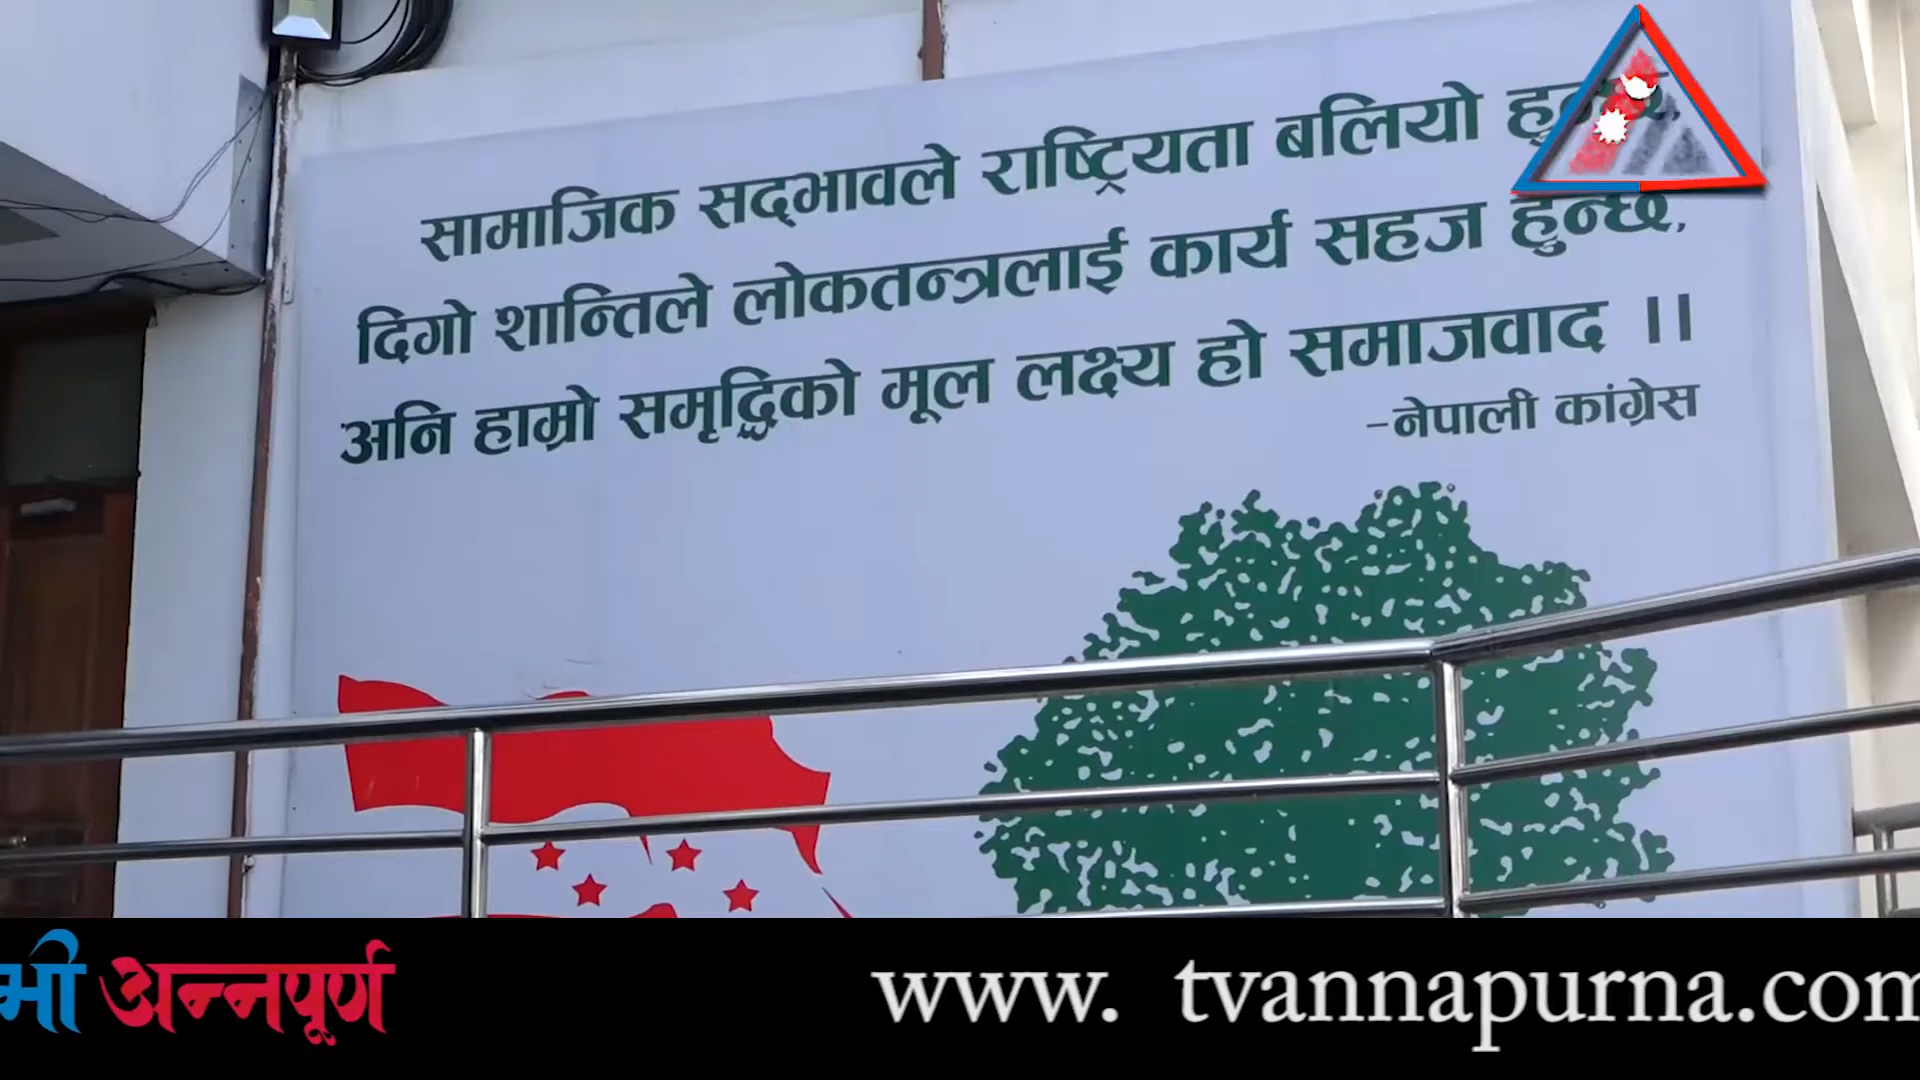 सामाजिक सद्‌भावले राष्ट्रियता बलियो
दिगो शान्तिले लोकतन्त्रलाई कार्य सहज हुन्छ,
अनि हाम्रो समृद्धिको मूल लक्ष्य हो समाजवाद ।।
-नेपाली कांग्रेस
अन्नपूर्ण www. tvannapurna.com